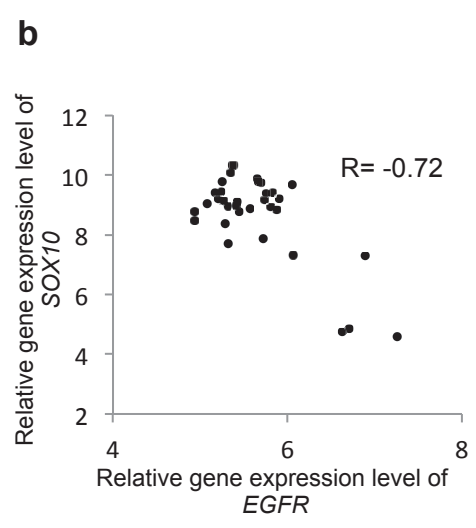 b
Relative gene expression level of
SOX10
12
10
8
6
4
2
R= -0.72
4 6 8
Relative gene expression level of
EGFR